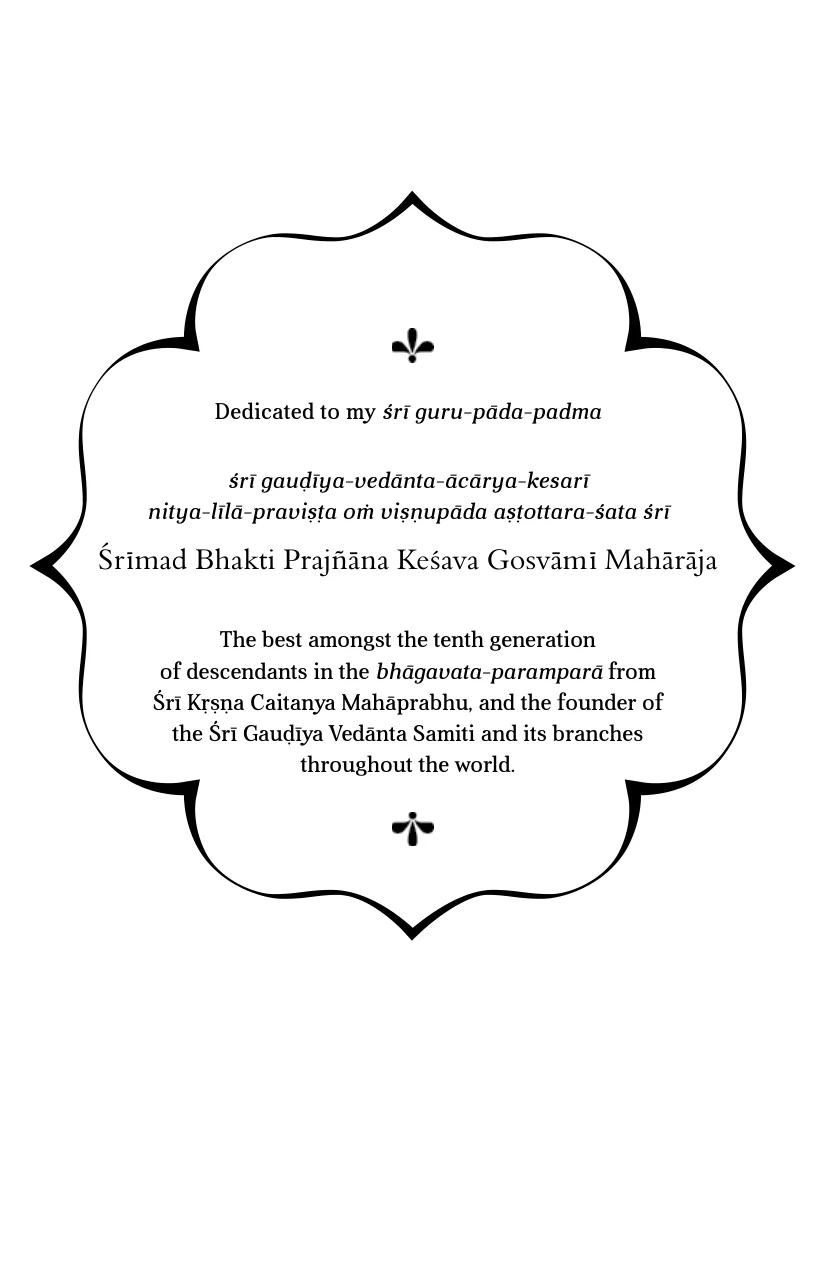 Dedicated to my śrī guru-pāda-padma
śrī gauḍīya-vedānta-ācārya-kesarī
nitya-līlā-praviṣṭa oṁ viṣṇupāda aṣṭottara-śata śrī
Śrīmad Bhakti Prajñāna Keśava Gosvāmī Mahārāja
The best amongst the tenth generation
of descendants in the bhāgavata-paramparā from
Śrī Kṛṣṇa Caitanya Mahāprabhu, and the founder of
the Śrī Gauḍīya Vedānta Samiti and its branches
throughout the world.